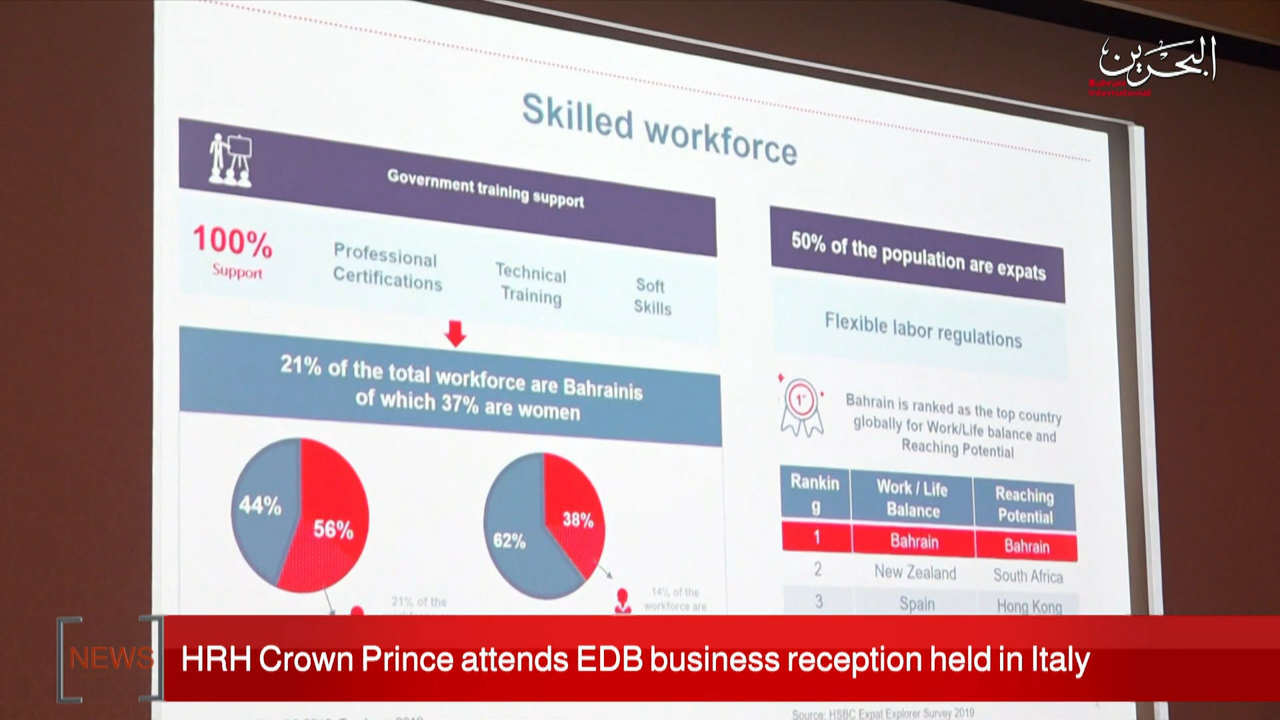 البحرين
Skilled workforce
Government training support
100%
Support
Professional
Certifications
Technical
Training
Soft
Skills
21% of the total workforce are Bahrainis
of which 37% are women
44%
56%
62%
38%
21% of the
14% of the
workforce are
50% of the population are expats
Flexible labor regulations
1
Bahrain is ranked as the top country
globally for Work/Life balance and
Reaching Potential
Rankin
g
Work / Life
Balance
Reaching
Potential
1 Bahrain Bahrain
2 New Zealand South Africa
3 Spain Hong Kong
NEWS
HRH Crown Prince attends EDB business reception held in Italy
Source: HSBC Expat Explorer Survey 2019